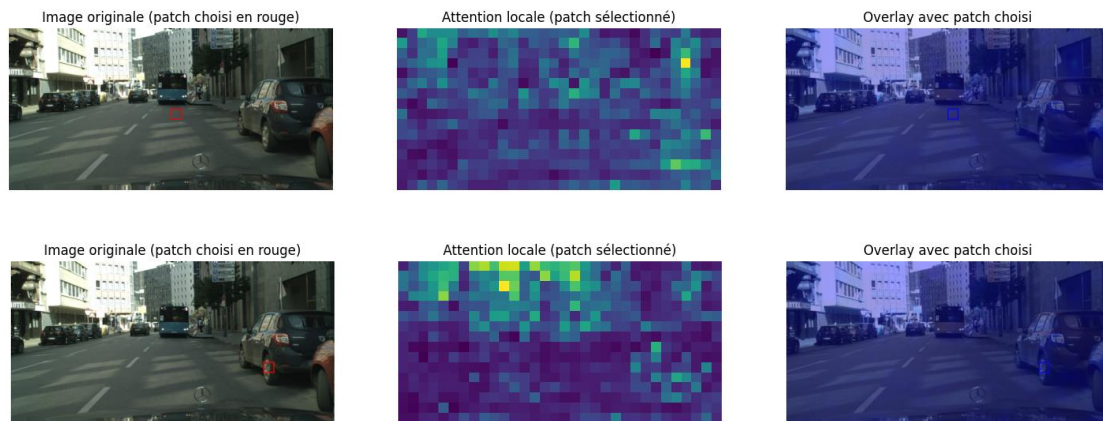 Image originale (patch choisi en rouge)
Attention locale (patch sélectionné)
Overlay avec patch choisi
Image originale (patch choisi en rouge)
Attention locale (patch sélectionné)
Overlay avec patch choisi